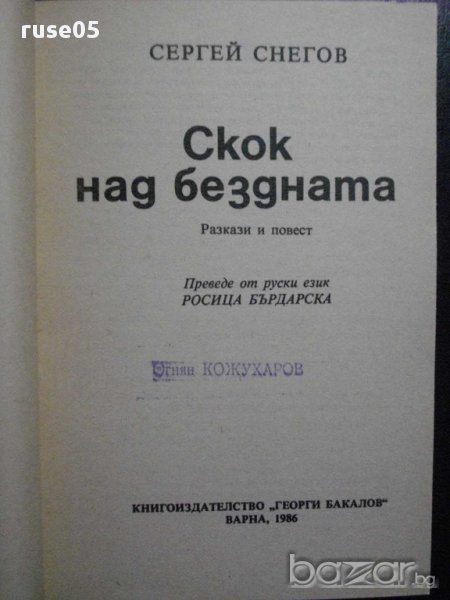 ruse05
СЕРГЕЙ СНЕГОВ
Скок
над бездната
Разкази и повест
Преведе от руски език
РОСИЦА БЪРДАРСКА
Огнян КОЖУХАРОВ
КНИГОИЗДАТЕЛСТВО „ГЕОРГИ БАКАЛОВ“
ВАРНА, 1986
bazar.bg